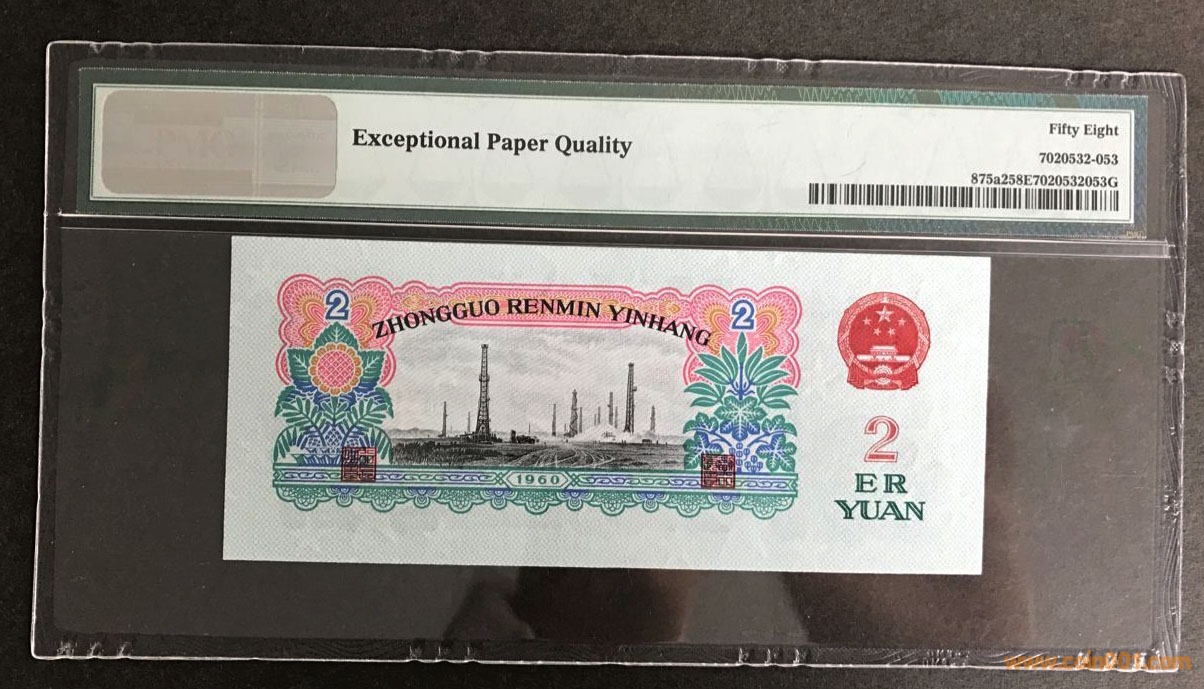 Exceptional Paper Quality
Fifty Eight
7020532-053
875a258E7020532053G
2
2
ZHONGGUO RENMIN YINHANG
1960
2
ER
YUAN